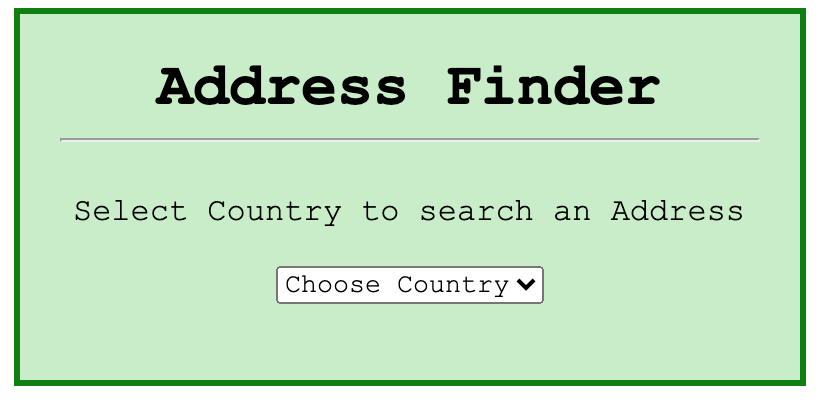 Address Finder
Select Country to search an Address
Choose Country